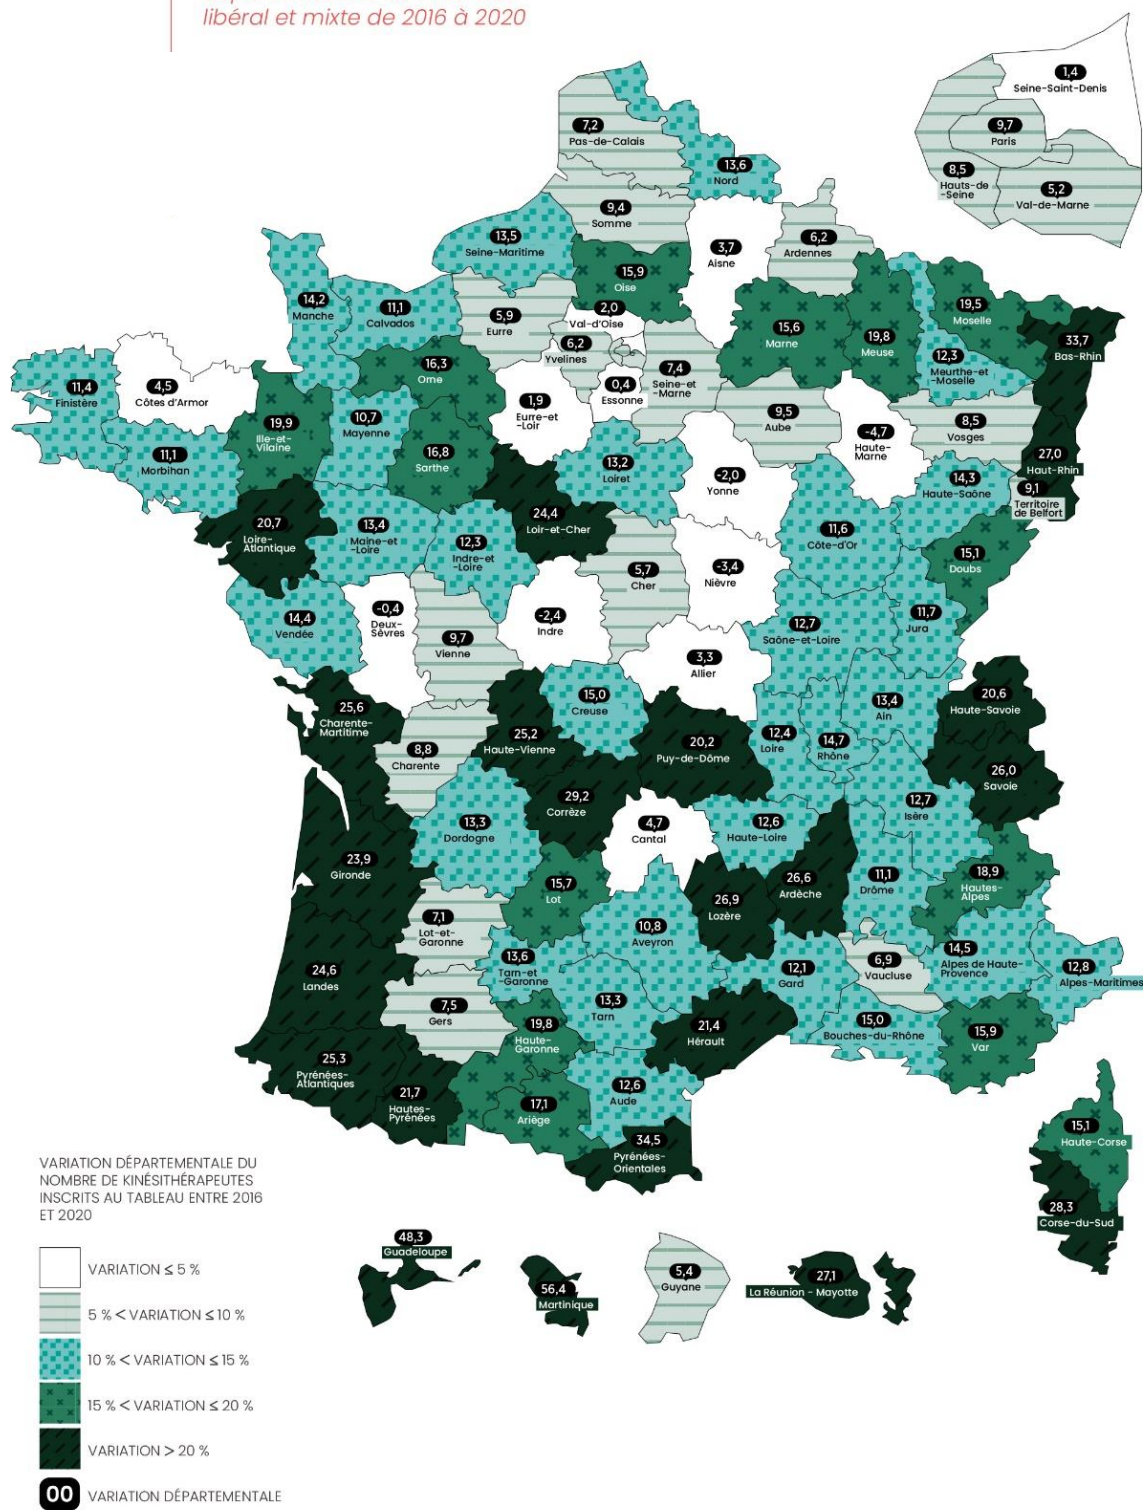 libéral et mixte de 2016 à 2020
1,4
Seine-Saint-Denis
9,7
Paris
8,5
Hauts-de
-Seine
5,2
Val-de-Marne
7,2
Pas-de-Calais
13,6
Nord
9,4
Somme
13,5
Seine-Maritime
3,7
Aisne
6,2
Ardennes
15,9
Oise
14,2
Manche
11,1
Calvados
5,9
Eurre
2,0
Val-d'Oise
6,2
Yvelines
7,4
Seine-et
-Marne
0,4
Essonne
15,6
Marne
19,8
Meuse
19,5
Moselle
12,3
Meurthe-et
-Moselle
33,7
Bas-Rhin
11,4
Finistère
4,5
Côtes d'Armor
16,3
Orne
19,9
Ille-et-
Vilaine
10,7
Mayenne
1,9
Eurre-et
-Loir
9,5
Aube
-4,7
Haute-
Marne
8,5
Vosges
27,0
Haut-Rhin
11,1
Morbihan
16,8
Sarthe
13,2
Loiret
-2,0
Yonne
14,3
Haute-Saône
9,1
Territoire
de Belfort
20,7
Loire-
Atlantique
13,4
Maine-et
-Loire
12,3
Indre-et
-Loire
24,4
Loir-et-Cher
11,6
Côte-d'Or
15,1
Doubs
5,7
Cher
-3,4
Nièvre
14,4
Vendée
-0,4
Deux-
Sèvres
9,7
Vienne
-2,4
Indre
12,7
Saône-et-Loire
11,7
Jura
3,3
Allier
25,6
Charente-
Martitime
8,8
Charente
25,2
Haute-Vienne
15,0
Creuse
20,2
Puy-de-Dôme
12,4
Loire
14,7
Rhône
13,4
Ain
20,6
Haute-Savoie
26,0
Savoie
29,2
Corrèze
13,3
Dordogne
4,7
Cantal
12,6
Haute-Loire
12,7
Isère
23,9
Gironde
15,7
Lot
26,9
Lozère
26,6
Ardèche
11,1
Drôme
18,9
Hautes-
Alpes
7,1
Lot-et-
Garonne
10,8
Aveyron
13,6
Tarn-et
-Garonne
12,1
Gard
6,9
Vaucluse
14,5
Alpes de Haute-
Provence
12,8
Alpes-Maritimes
24,6
Landes
7,5
Gers
19,8
Haute-
Garonne
13,3
Tarn
21,4
Hérault
15,0
Bouches-du-Rhône
15,9
Var
25,3
Pyrénées-
Atlantiques
21,7
Hautes-
Pyrénées
17,1
Ariège
12,6
Aude
34,5
Pyrénées-
Orientales
15,1
Haute-Corse
28,3
Corse-du-Sud
48,3
Guadeloupe
56,4
Martinique
5,4
Guyane
27,1
La Réunion - Mayotte
VARIATION DÉPARTEMENTALE DU
NOMBRE DE KINÉSITHÉRAPEUTES
INSCRITS AU TABLEAU ENTRE 2016
ET 2020
VARIATION ≤ 5 %
5 % < VARIATION ≤ 10 %
10 % < VARIATION ≤ 15 %
15 % < VARIATION ≤ 20 %
VARIATION > 20 %
00 VARIATION DÉPARTEMENTALE